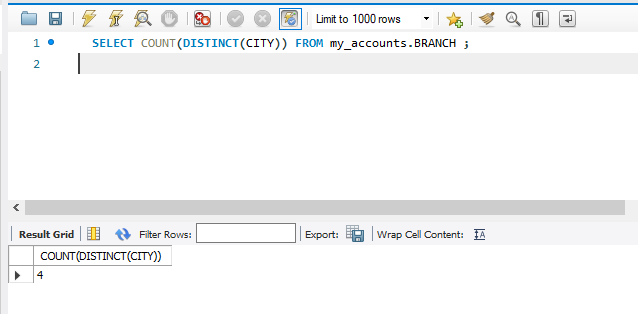 Limit to 1000 rows
1 SELECT COUNT(DISTINCT(CITY)) FROM my_accounts.BRANCH ;
2
Result Grid Filter Rows: Export: Wrap Cell Content:
COUNT(DISTINCT(CITY))
4